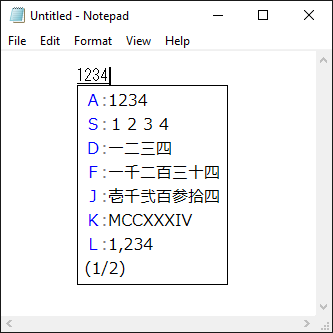 Untitled - Notepad
File Edit Format View Help
1234
A:1234
S:１２３４
D:一二三四
F:一千二百三十四
J:壱千弐百参拾四
K:MCCXXXIV
L:1,234
(1/2)